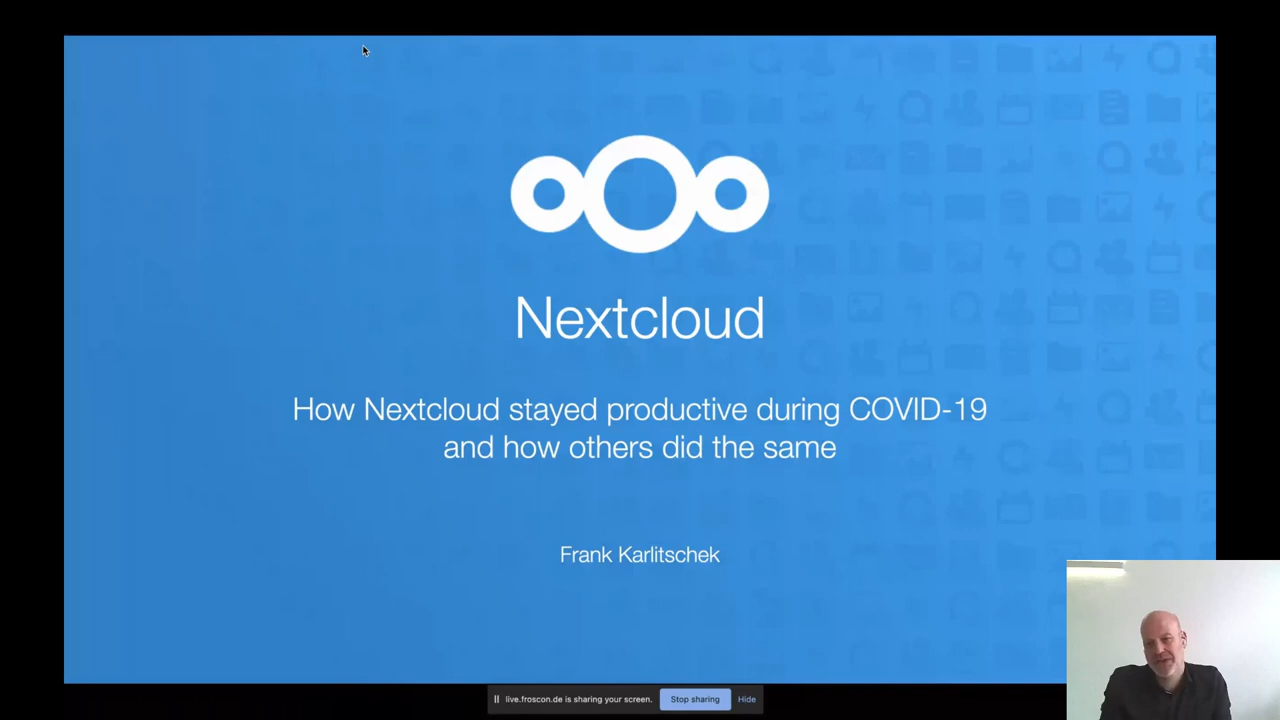 Nextcloud
How Nextcloud stayed productive during COVID-19
and how others did the same
Frank Karlitschek
live.froscon.de is sharing your screen.
Stop sharing
Hide